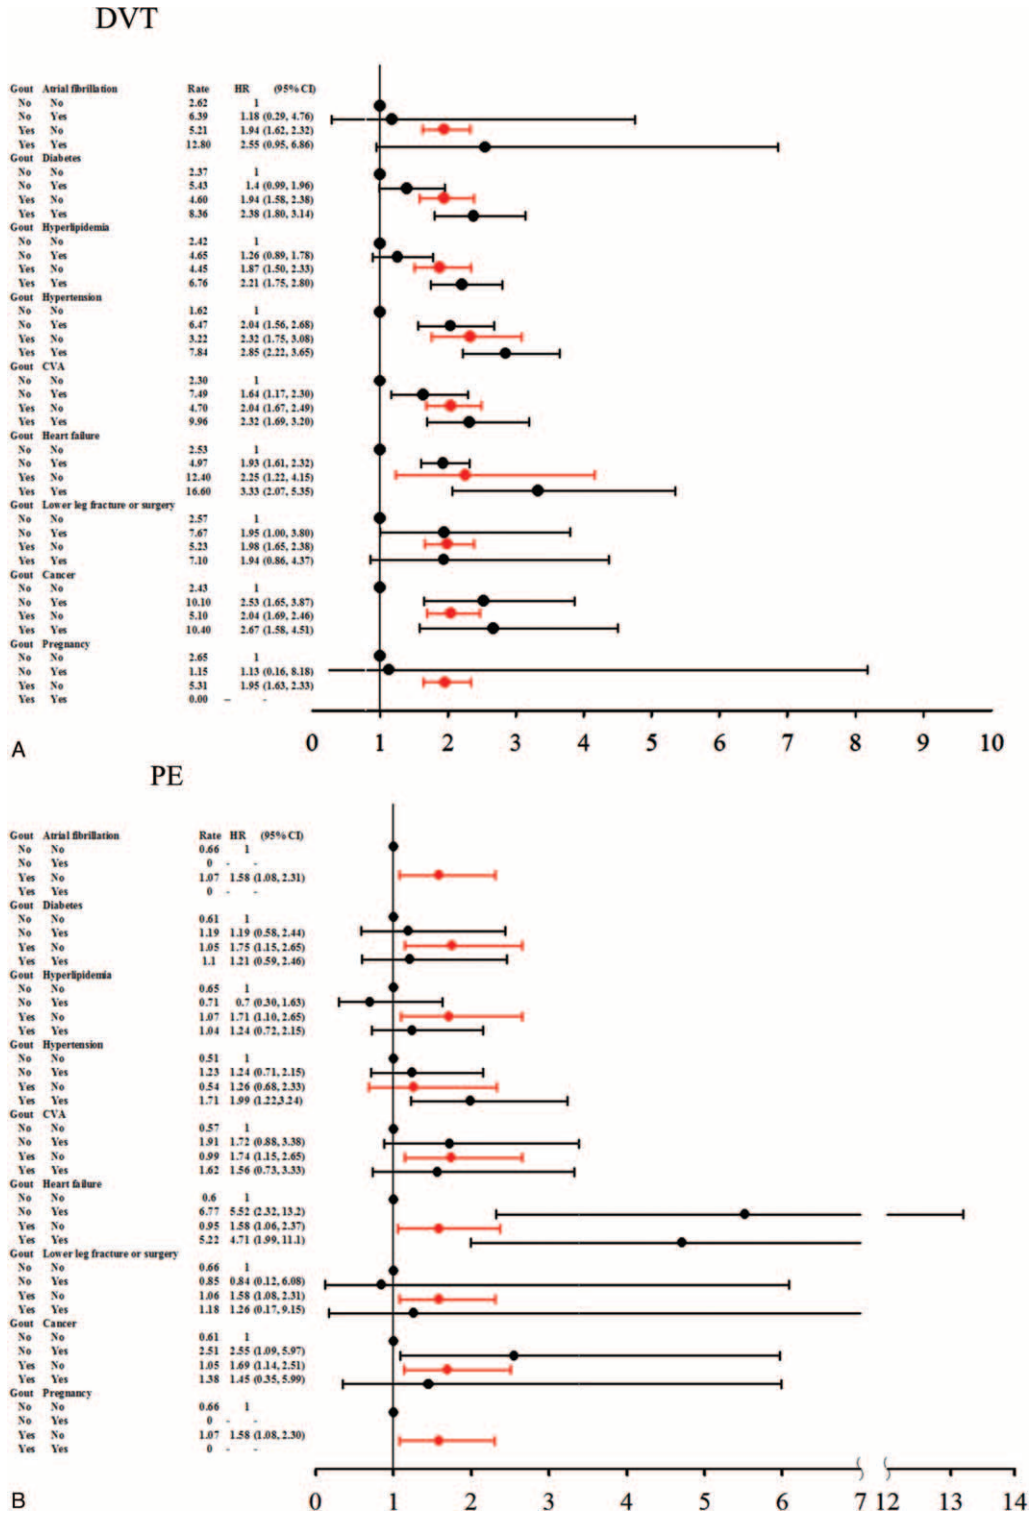 DVT
Gout Atrial fibrillation Rate HR (95% CI)
No No 2.62 1
No Yes 6.39 1.18 (0.29, 4.76)
Yes No 5.21 1.94 (1.62, 2.32)
Yes Yes 12.80 2.55 (0.95, 6.86)
Gout Diabetes
No No 2.37 1
No Yes 5.43 1.4 (0.99, 1.96)
Yes No 4.60 1.94 (1.58, 2.38)
Yes Yes 8.36 2.38 (1.80, 3.14)
Gout Hyperlipidemia
No No 2.42 1
No Yes 4.65 1.26 (0.89, 1.78)
Yes No 4.45 1.87 (1.50, 2.33)
Yes Yes 6.76 2.21 (1.75, 2.80)
Gout Hypertension
No No 1.62 1
No Yes 6.47 2.04 (1.56, 2.68)
Yes No 3.22 2.32 (1.75, 3.08)
Yes Yes 7.84 2.85 (2.22, 3.65)
Gout CVA
No No 2.30 1
No Yes 7.49 1.64 (1.17, 2.30)
Yes No 4.70 2.04 (1.67, 2.49)
Yes Yes 9.96 2.32 (1.69, 3.20)
Gout Heart failure
No No 2.53 1
No Yes 4.97 1.93 (1.61, 2.32)
Yes No 12.40 2.25 (1.22, 4.15)
Yes Yes 16.60 3.33 (2.07, 5.35)
Gout Lower leg fracture or surgery
No No 2.57 1
No Yes 7.67 1.95 (1.00, 3.80)
Yes No 5.23 1.98 (1.65, 2.38)
Yes Yes 7.10 1.94 (0.86, 4.37)
Gout Cancer
No No 2.43 1
No Yes 10.10 2.53 (1.65, 3.87)
Yes No 5.10 2.04 (1.69, 2.46)
Yes Yes 10.40 2.67 (1.58, 4.51)
Gout Pregnancy
No No 2.65 1
No Yes 1.15 1.13 (0.16, 8.18)
Yes No 5.31 1.95 (1.63, 2.33)
Yes Yes 0.00 – -
0 1 2 3 4 5 6 7 8 9 10
A
PE
Gout Atrial fibrillation Rate HR (95% CI)
No No 0.66 1
No Yes 0 - -
Yes No 1.07 1.58 (1.08, 2.31)
Yes Yes 0 - -
Gout Diabetes
No No 0.61 1
No Yes 1.19 1.19 (0.58, 2.44)
Yes No 1.05 1.75 (1.15, 2.65)
Yes Yes 1.1 1.21 (0.59, 2.46)
Gout Hyperlipidemia
No No 0.65 1
No Yes 0.71 0.7 (0.30, 1.63)
Yes No 1.07 1.71 (1.10, 2.65)
Yes Yes 1.04 1.24 (0.72, 2.15)
Gout Hypertension
No No 0.51 1
No Yes 1.23 1.24 (0.71, 2.15)
Yes No 0.54 1.26 (0.68, 2.33)
Yes Yes 1.71 1.99 (1.22,3.24)
Gout CVA
No No 0.57 1
No Yes 1.91 1.72 (0.88, 3.38)
Yes No 0.99 1.74 (1.15, 2.65)
Yes Yes 1.62 1.56 (0.73, 3.33)
Gout Heart failure
No No 0.6 1
No Yes 6.77 5.52 (2.32, 13.2)
Yes No 0.95 1.58 (1.06, 2.37)
Yes Yes 5.22 4.71 (1.99, 11.1)
Gout Lower leg fracture or surgery
No No 0.66 1
No Yes 0.85 0.84 (0.12, 6.08)
Yes No 1.06 1.58 (1.08, 2.31)
Yes Yes 1.18 1.26 (0.17, 9.15)
Gout Cancer
No No 0.61 1
No Yes 2.51 2.55 (1.09, 5.97)
Yes No 1.05 1.69 (1.14, 2.51)
Yes Yes 1.38 1.45 (0.35, 5.99)
Gout Pregnancy
No No 0.66 1
No Yes 0 - -
Yes No 1.07 1.58 (1.08, 2.30)
Yes Yes 0 - -
0 1 2 3 4 5 6 7 12 13 14
B